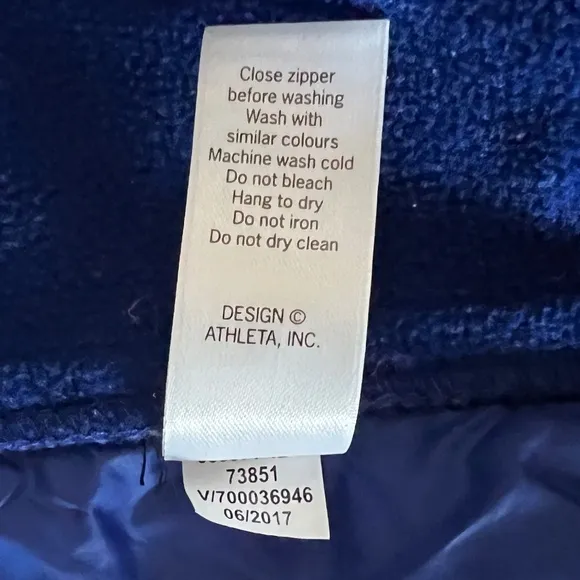 Close zipper
before washing
Wash with
similar colours
Machine wash cold
Do not bleach
Hang to dry
Do not iron
Do not dry clean
DESIGN ©
ATHLETA, INC.
73851
V/700036946
06/2017